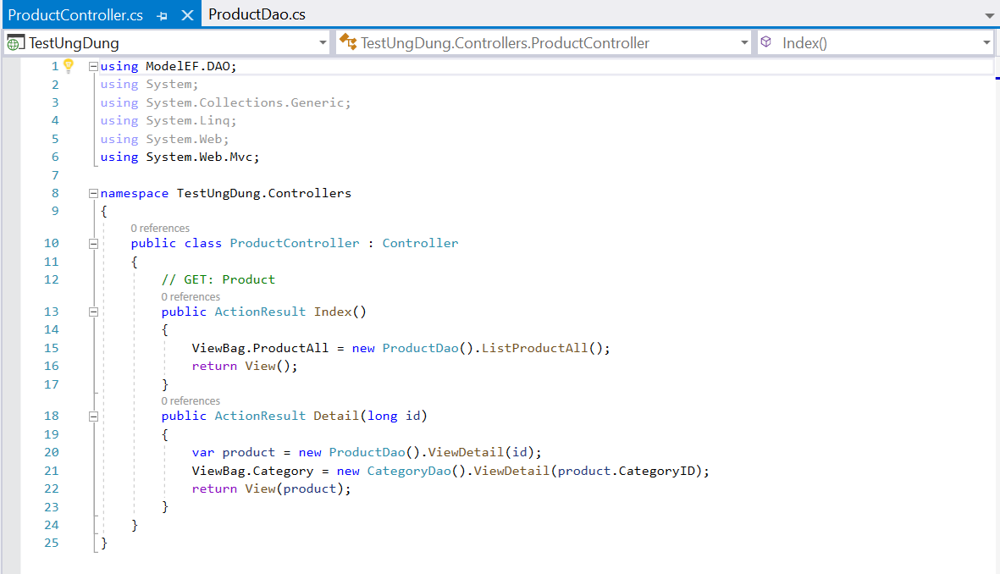 ProductController.cs ProductDao.cs
TestUngDung TestUngDung.Controllers.ProductController Index()
1 using ModelEF.DAO;
2 using System;
3 using System.Collections.Generic;
4 using System.Linq;
5 using System.Web;
6 using System.Web.Mvc;
7
8 namespace TestUngDung.Controllers
9 {
0 references
10 public class ProductController : Controller
11 {
12 // GET: Product
0 references
13 public ActionResult Index()
14 {
15 ViewBag.ProductAll = new ProductDao().ListProductAll();
16 return View();
17 }
0 references
18 public ActionResult Detail(long id)
19 {
20 var product = new ProductDao().ViewDetail(id);
21 ViewBag.Category = new CategoryDao().ViewDetail(product.CategoryID);
22 return View(product);
23 }
24 }
25 }